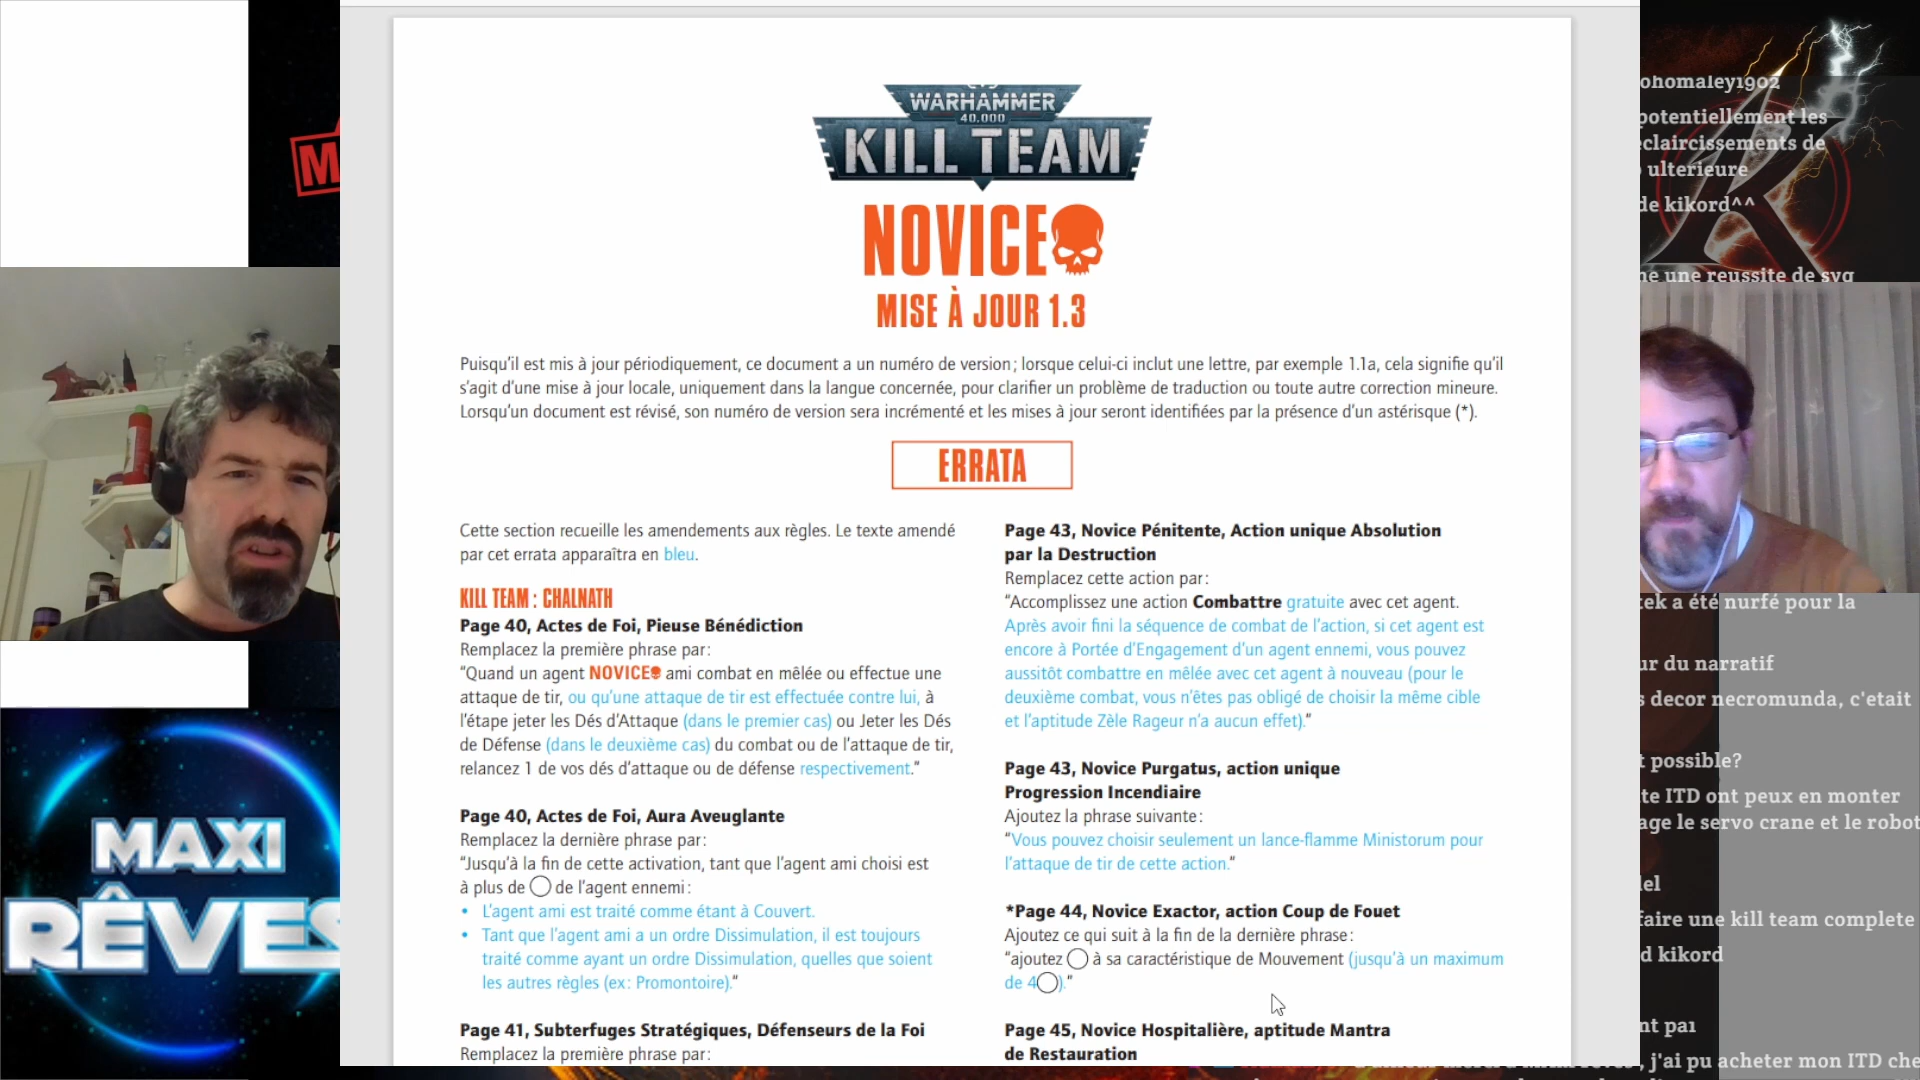 WARHAMMER
40.000
KILL TEAM
NOVICE
MISE À JOUR 1.3
Puisqu'il est mis à jour périodiquement, ce document a un numéro de version ; lorsque celui-ci inclut une lettre, par exemple 1.1a, cela signifie qu'il
s'agit d'une mise à jour locale, uniquement dans la langue concernée, pour clarifier un problème de traduction ou toute autre correction mineure.
Lorsqu'un document est révisé, son numéro de version sera incrémenté et les mises à jour seront identifiées par la présence d'un astérisque (*).
ERRATA
Cette section recueille les amendements aux règles. Le texte amendé
par cet errata apparaîtra en bleu.
KILL TEAM : CHALNATH
Page 40, Actes de Foi, Pieuse Bénédiction
Remplacez la première phrase par :
“Quand un agent NOVICE ami combat en mêlée ou effectue une
attaque de tir, ou qu'une attaque de tir est effectuée contre lui, à
l'étape jeter les Dés d'Attaque (dans le premier cas) ou Jeter les Dés
de Défense (dans le deuxième cas) du combat ou de l'attaque de tir,
relancez 1 de vos dés d'attaque ou de défense respectivement.“
Page 40, Actes de Foi, Aura Aveuglante
Remplacez la dernière phrase par :
“Jusqu'à la fin de cette activation, tant que l'agent ami choisi est
à plus de de l'agent ennemi :
• L'agent ami est traité comme étant à Couvert.
• Tant que l'agent ami a un ordre Dissimulation, il est toujours
traité comme ayant un ordre Dissimulation, quelles que soient
les autres règles (ex : Promontoire).“
Page 41, Subterfuges Stratégiques, Défenseurs de la Foi
Remplacez la première phrase par :
Page 43, Novice Pénitente, Action unique Absolution
par la Destruction
Remplacez cette action par :
“Accomplissez une action Combattre gratuite avec cet agent.
Après avoir fini la séquence de combat de l'action, si cet agent est
encore à Portée d'Engagement d'un agent ennemi, vous pouvez
aussitôt combattre en mêlée avec cet agent à nouveau (pour le
deuxième combat, vous n'êtes pas obligé de choisir la même cible
et l'aptitude Zèle Rageur n'a aucun effet).“
Page 43, Novice Purgatus, action unique
Progression Incendiaire
Ajoutez la phrase suivante :
“Vous pouvez choisir seulement un lance-flamme Ministorum pour
l'attaque de tir de cette action.“
*Page 44, Novice Exactor, action Coup de Fouet
Ajoutez ce qui suit à la fin de la dernière phrase :
“ajoutez à sa caractéristique de Mouvement (jusqu'à un maximum
de 4 ).“
Page 45, Novice Hospitalière, aptitude Mantra
de Restauration
M
MAXI
RÊVES
ohomaley1902
potentiellement les
eclaircissements de
ulterieure
de kikord^^
ne une reussite de svg
tek a été nurfé pour la
ur du narratif
s decor necromunda, c'etait
t possible?
te ITD ont peux en monter
age le servo crane et le robot
el
faire une kill team complete
d kikord
nt pai
, j'ai pu acheter mon ITD che